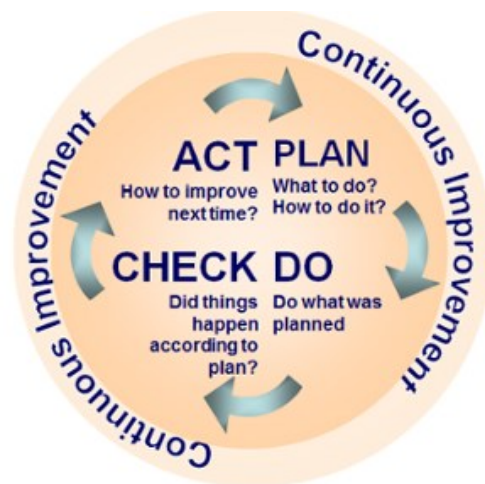 Continuous Improvement
ACT
How to improve
next time?
PLAN
What to do?
How to do it?
CHECK
Did things
happen
according to
plan?
DO
Do what was
planned
Continuous Improvement